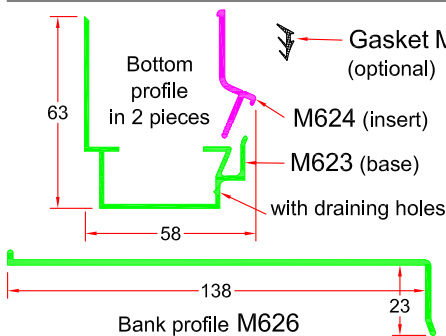 Gasket M
(optional)
Bottom
profile
in 2 pieces
63
M624 (insert)
M623 (base)
with draining holes
58
138
23
Bank profile M626